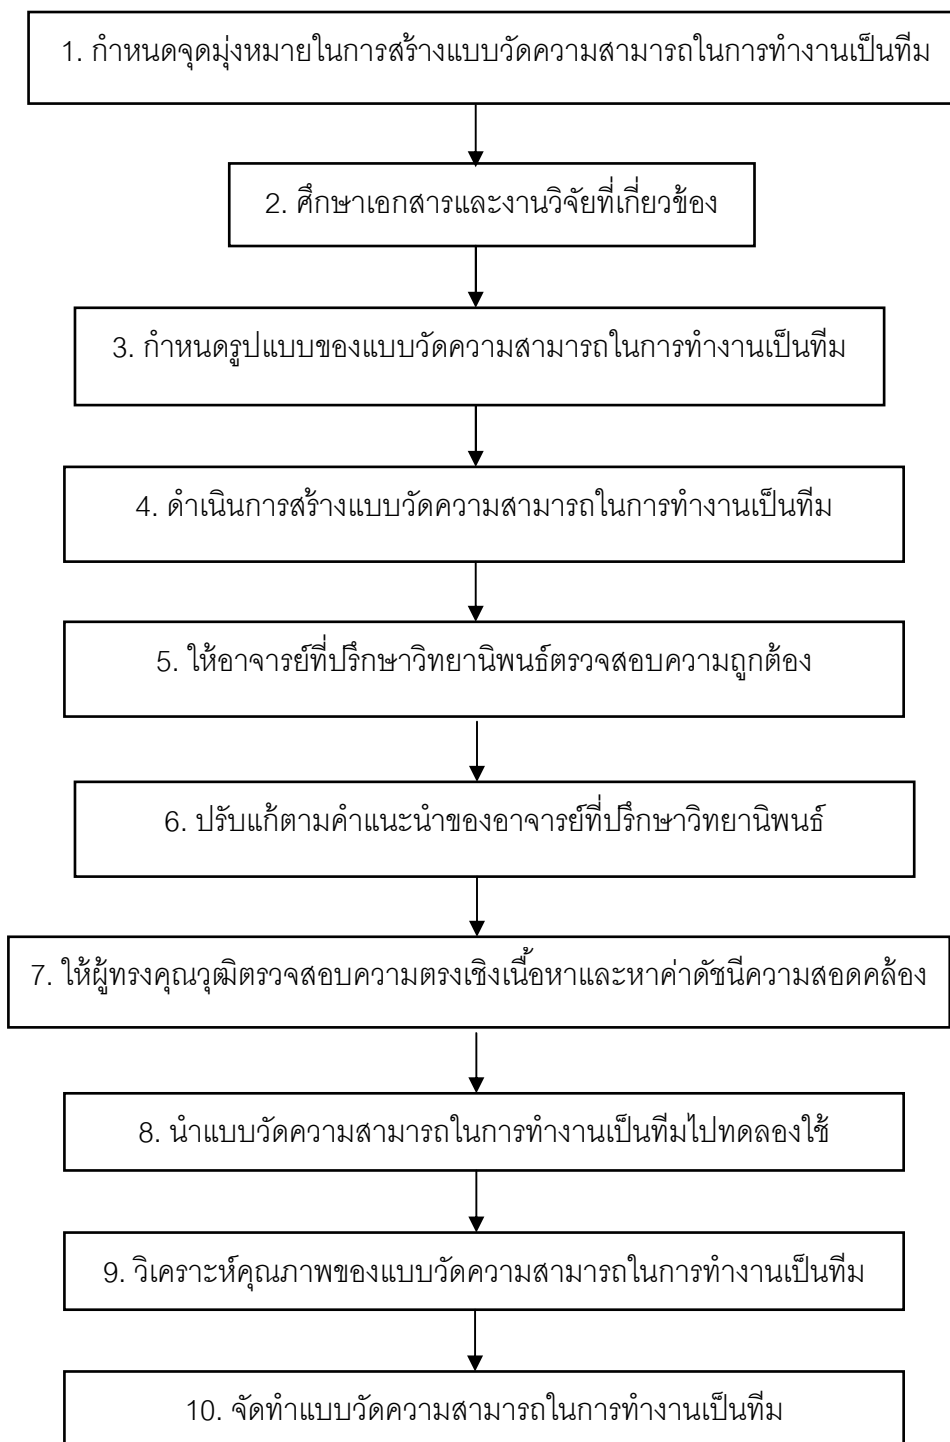 1. กำหนดจุดมุ่งหมายในการสร้างแบบวัดความสามารถในการทำงานเป็นทีม
2. ศึกษาเอกสารและงานวิจัยที่เกี่ยวข้อง
3. กำหนดรูปแบบของแบบวัดความสามารถในการทำงานเป็นทีม
4. ดำเนินการสร้างแบบวัดความสามารถในการทำงานเป็นทีม
5. ให้อาจารย์ที่ปรึกษาวิทยานิพนธ์ตรวจสอบความถูกต้อง
6. ปรับแก้ตามคำแนะนำของอาจารย์ที่ปรึกษาวิทยานิพนธ์
7. ให้ผู้ทรงคุณวุฒิตรวจสอบความตรงเชิงเนื้อหาและหาค่าดัชนีความสอดคล้อง
8. นำแบบวัดความสามารถในการทำงานเป็นทีมไปทดลองใช้
9. วิเคราะห์คุณภาพของแบบวัดความสามารถในการทำงานเป็นทีม
10. จัดทำแบบวัดความสามารถในการทำงานเป็นทีม